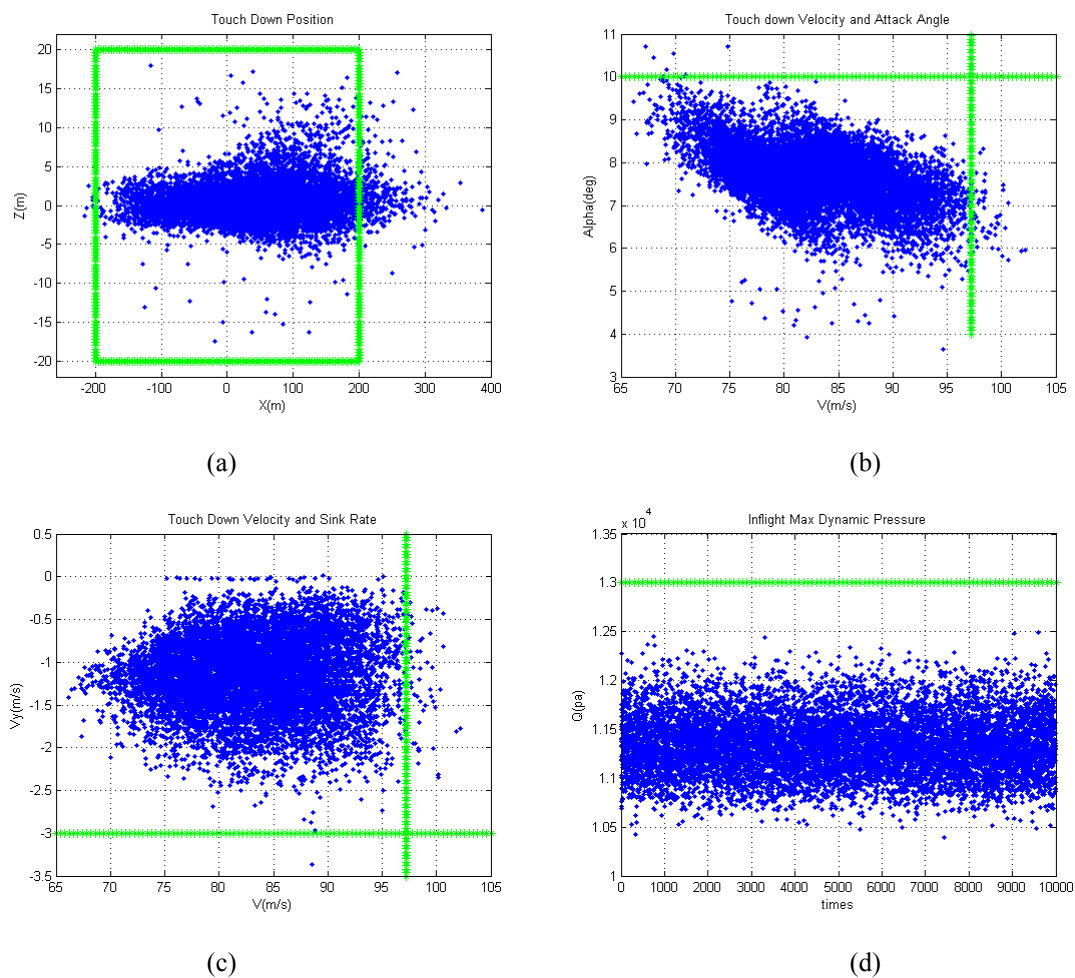 Touch Down Position
20
15
10
5
0
-5
-10
-15
-20
Z(m)
-200 -100 0 100 200 300 400
X(m)
(a)
Touch down Velocity and Attack Angle
11
10
9
8
7
6
5
4
3
Alpha(deg)
65 70 75 80 85 90 95 100 105
V(m/s)
(b)
Touch Down Velocity and Sink Rate
0.5
0
-0.5
-1
-1.5
-2
-2.5
-3
-3.5
Vy(m/s)
65 70 75 80 85 90 95 100 105
V(m/s)
(c)
Inflight Max Dynamic Pressure
x 10^4
1.35
1.3
1.25
1.2
1.15
1.1
1.05
1
Q(pa)
0 1000 2000 3000 4000 5000 6000 7000 8000 9000 10000
times
(d)